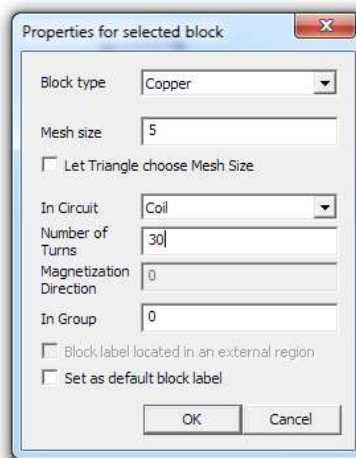 Properties for selected block
Block type Copper
Mesh size 5
Let Triangle choose Mesh Size
In Circuit Coil
Number of
Turns 30
Magnetization
Direction 0
In Group 0
Block label located in an external region
Set as default block label
OK Cancel